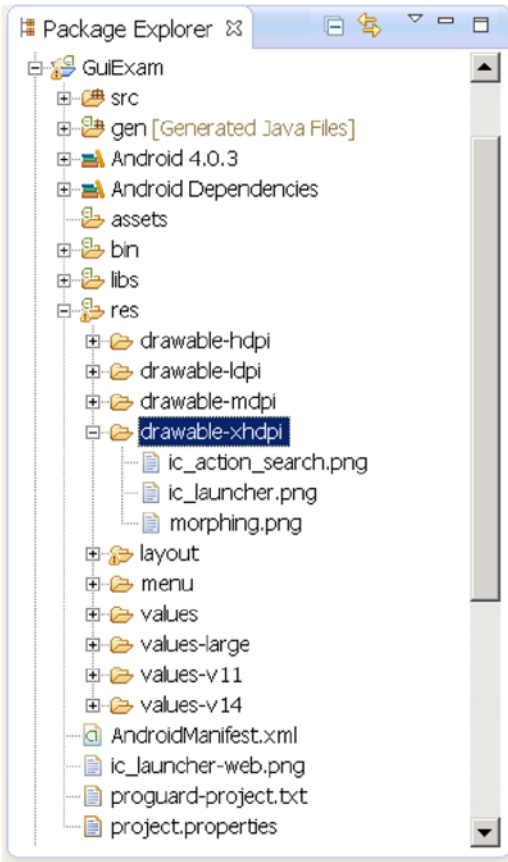 Package Explorer
GuiExam
src
gen [Generated Java Files]
Android 4.0.3
Android Dependencies
assets
bin
libs
res
drawable-hdpi
drawable-ldpi
drawable-mdpi
drawable-xhdpi
ic_action_search.png
ic_launcher.png
morphing.png
layout
menu
values
values-large
values-v11
values-v14
AndroidManifest.xml
ic_launcher-web.png
proguard-project.txt
project.properties